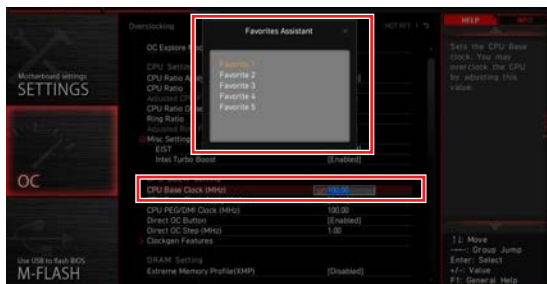 Overclocking
HOT KEY
HELP
Favorites Assistant
Favorite 1
Favorite 2
Favorite 3
Favorite 4
Favorite 5
Motherboard settings
SETTINGS
OC
Use USB to flash BIOS
M-FLASH
OC Explore
CPU Ratio
CPU Ratio
Ring Ratio
Misc Setting
EIST
Intel Turbo Boost [Enabled]
CPU Base Clock (MHz) 100.00
CPU PEG/DMI Clock (MHz) 100.00
Direct OC Button [Enabled]
Direct OC Step (MHz) 1.00
Clockgen Features
DRAM Setting
Extreme Memory Profile(XMP) [Disabled]
Sets the CPU Base
clock. You may
overclock the CPU
by adjusting this
value.
Move
Group Jump
Enter: Select
+/-: Value
F1: General Help